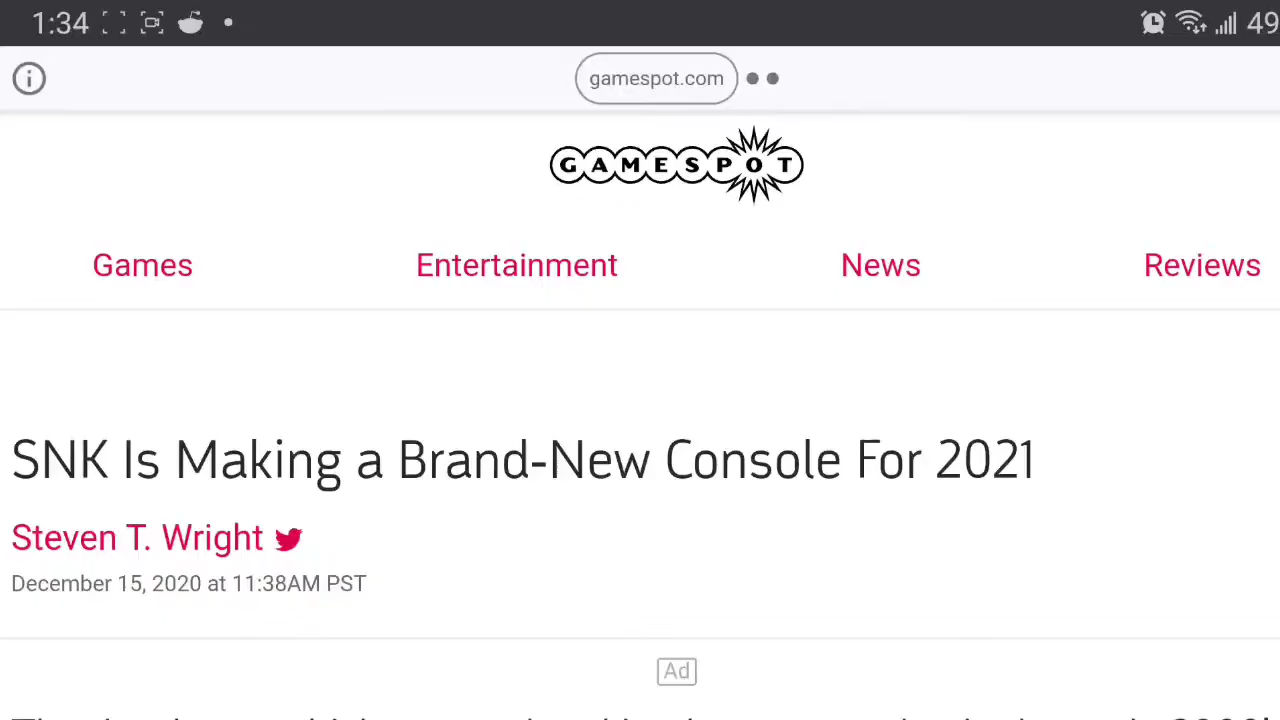 1:34
49
gamespot.com
GAMESPOT
Games Entertainment News Reviews
SNK Is Making a Brand-New Console For 2021
Steven T. Wright
December 15, 2020 at 11:38AM PST
Ad